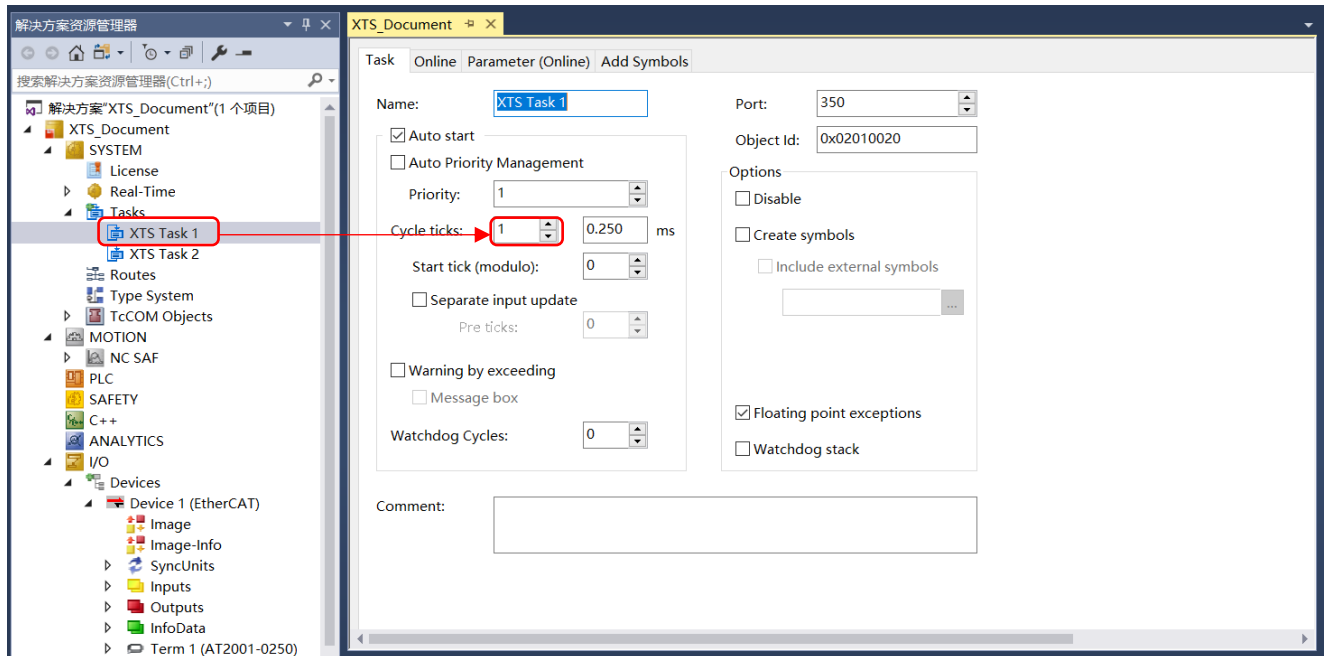 解决方案资源管理器
搜索解决方案资源管理器(Ctrl+;)
解决方案"XTS_Document"(1 个项目)
XTS_Document
SYSTEM
License
Real-Time
Tasks
XTS Task 1
XTS Task 2
Routes
Type System
TcCOM Objects
MOTION
NC SAF
PLC
SAFETY
C++
ANALYTICS
I/O
Devices
Device 1 (EtherCAT)
Image
Image-Info
SyncUnits
Inputs
Outputs
InfoData
Term 1 (AT2001-0250)
XTS_Document
Task Online Parameter (Online) Add Symbols
Name: XTS Task 1 Port: 350
Auto start Object Id: 0x02010020
Auto Priority Management Options
Priority: 1 Disable
Cycle ticks: 1 0.250 ms Create symbols
Start tick (modulo): 0 Include external symbols
Separate input update ...
Pre ticks: 0
Warning by exceeding
Message box Floating point exceptions
Watchdog Cycles: 0 Watchdog stack
Comment: